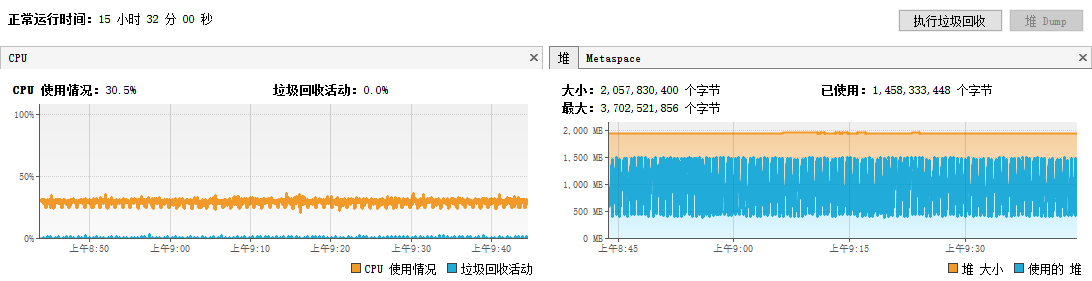 正常运行时间: 15 小时 32 分 00 秒
执行垃圾回收
堆 Dump
CPU
CPU 使用情况: 30.5%
垃圾回收活动: 0.0%
100%
50%
0%
上午8:50
上午9:00
上午9:10
上午9:20
上午9:30
上午9:40
CPU 使用情况
垃圾回收活动
堆
Metaspace
大小: 2,057,830,400 个字节
已使用: 1,458,333,448 个字节
最大: 3,702,521,856 个字节
2,000 MB
1,500 MB
1,000 MB
500 MB
0 MB
上午8:45
上午9:00
上午9:15
上午9:30
堆 大小
使用的 堆